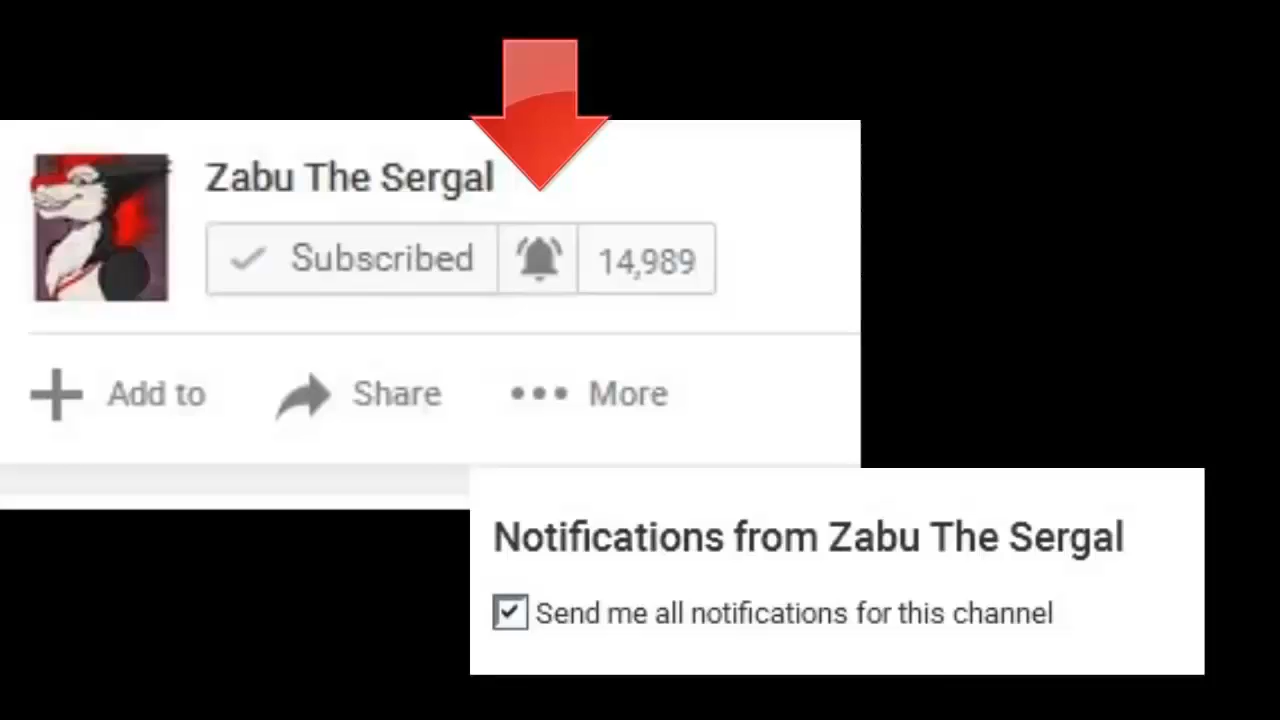 Zabu The Sergal
Subscribed 14,989
Add to Share More
Notifications from Zabu The Sergal
Send me all notifications for this channel